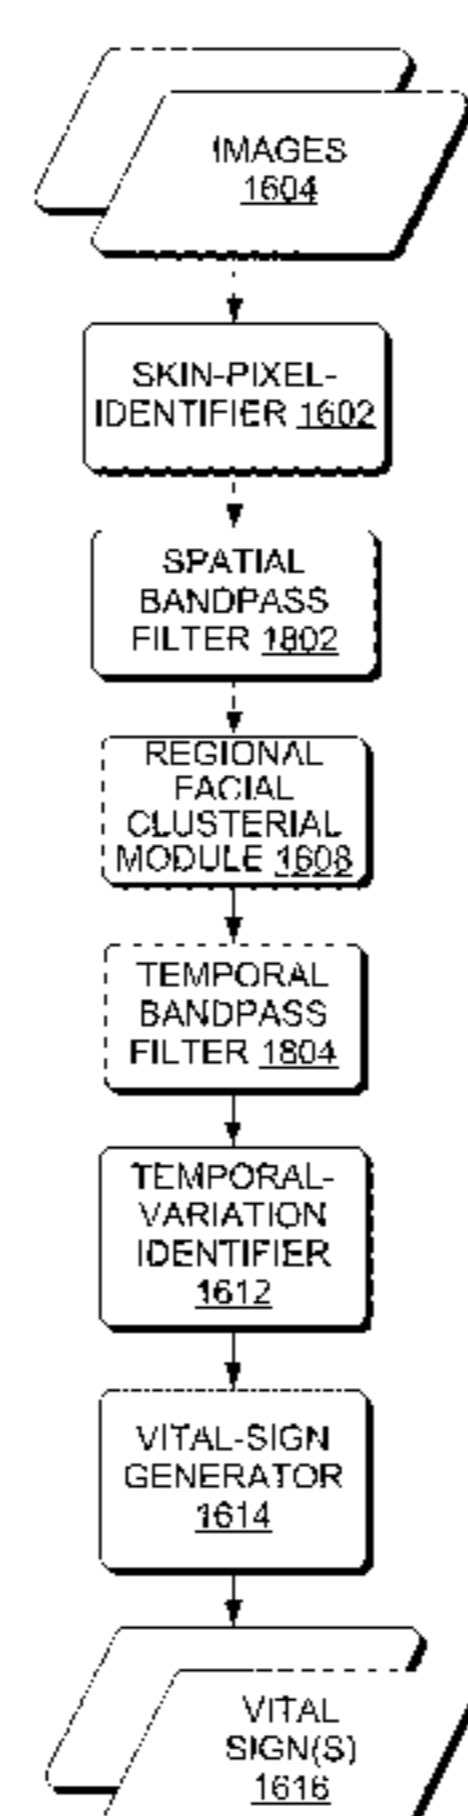 IMAGES
1604
SKIN-PIXEL-
IDENTIFIER 1602
SPATIAL
BANDPASS
FILTER 1802
REGIONAL
FACIAL
CLUSTERIAL
MODULE 1608
TEMPORAL
BANDPASS
FILTER 1804
TEMPORAL-
VARIATION
IDENTIFIER
1612
VITAL-SIGN
GENERATOR
1614
VITAL
SIGN(S)
1616